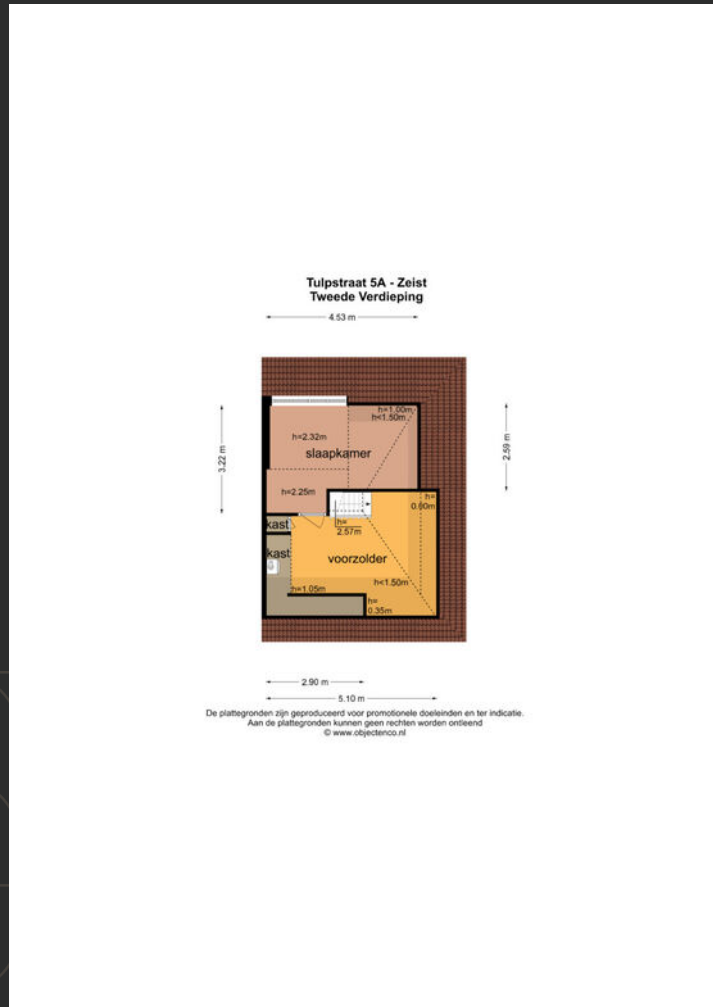 Tulpstraat 5A - Zeist
Tweede Verdieping
4.53 m
3.22 m
2.59 m
h=1.00m
h<1.50m
h=2.32m
slaapkamer
h=2.25m
h=
0.60m
kast
h=
2.57m
kast
voorzolder
h<1.50m
h=1.05m
h=
0.35m
2.90 m
5.10 m
De plattegronden zijn geproduceerd voor promotionele doeleinden en ter indicatie.
Aan de plattegronden kunnen geen rechten worden ontleend
© www.objectenco.nl